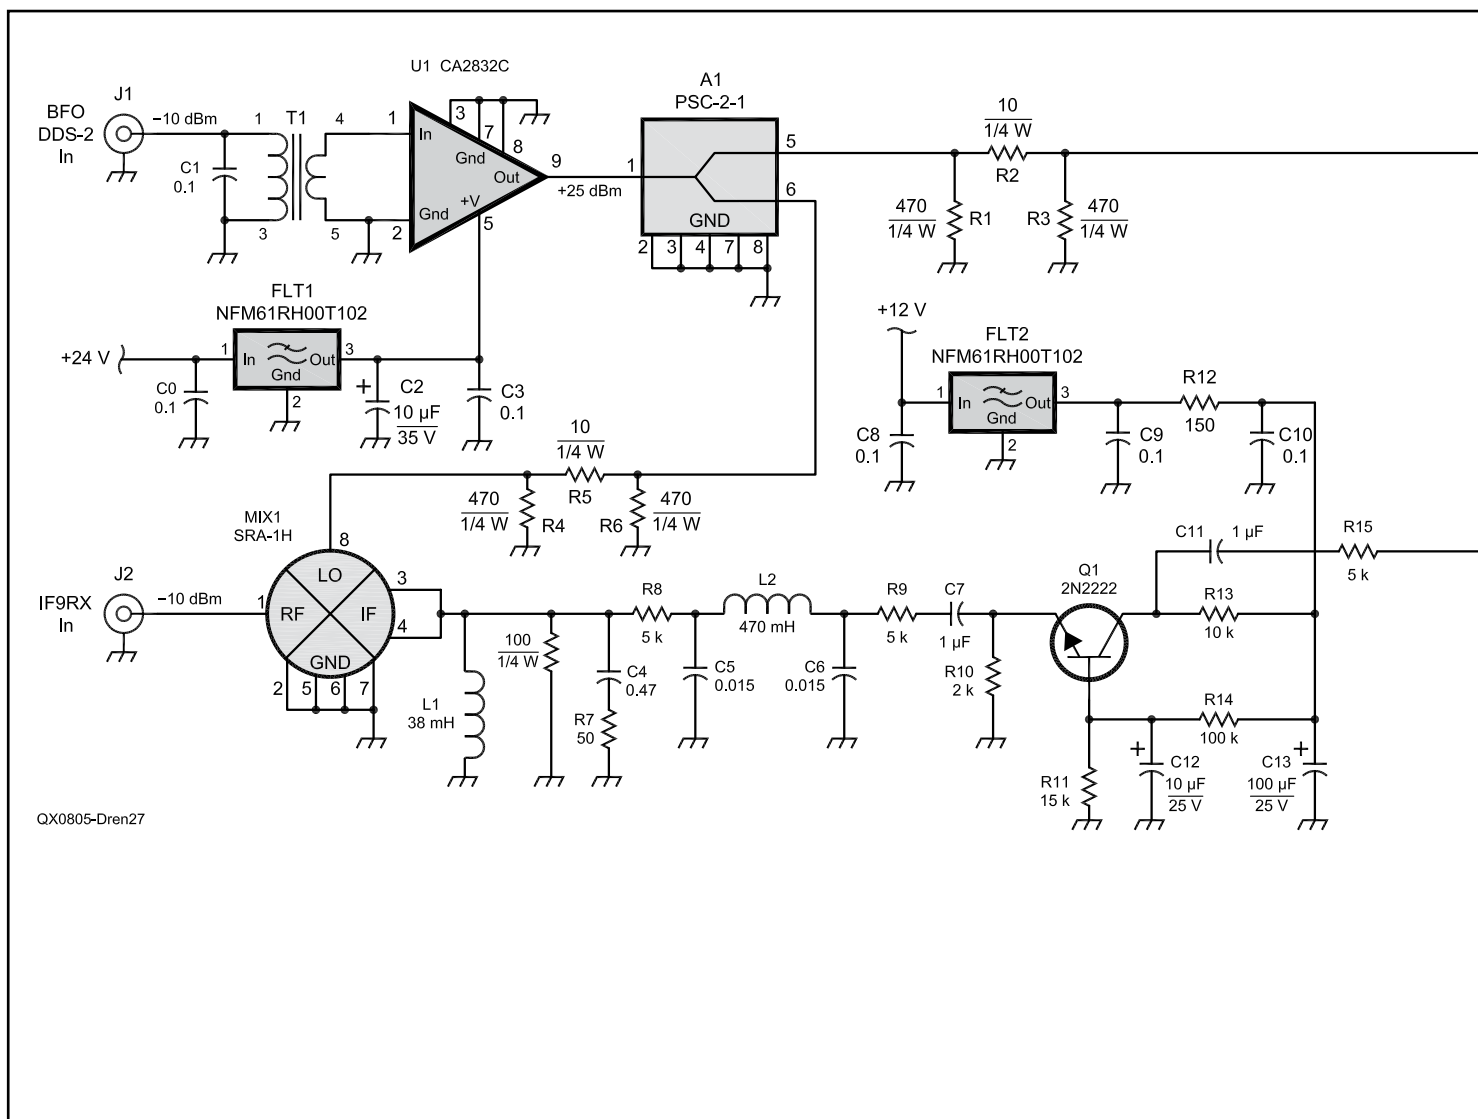 U1 CA2832C
A1
PSC-2-1
J1
BFO
DDS-2
In
−10 dBm
1
T1
4
1
In
3
7
8
Gnd
Out
+V
Gnd
2
5
9
+25 dBm
1
5
6
GND
2
3
4
7
8
10
1/4 W
R2
470
1/4 W
R1
R3
470
1/4 W
C1
0.1
3
5
FLT1
NFM61RH00T102
+24 V
1
In
Out
3
Gnd
2
C0
0.1
+
C2
10 µF
35 V
C3
0.1
+12 V
FLT2
NFM61RH00T102
1
In
Out
3
Gnd
2
R12
150
C8
0.1
C9
0.1
C10
0.1
10
1/4 W
R5
470
1/4 W
R4
R6
470
1/4 W
MIX1
SRA-1H
8
LO
RF
IF
GND
1
3
4
2
5
6
7
J2
IF9RX
In
−10 dBm
L1
38 mH
100
1/4 W
C4
0.47
R7
50
R8
5 k
C5
0.015
L2
470 mH
C6
0.015
R9
5 k
C7
1 µF
R10
2 k
Q1
2N2222
C11
1 µF
R15
5 k
R13
10 k
R14
100 k
R11
15 k
+
C12
10 µF
25 V
+
C13
100 µF
25 V
QX0805-Dren27